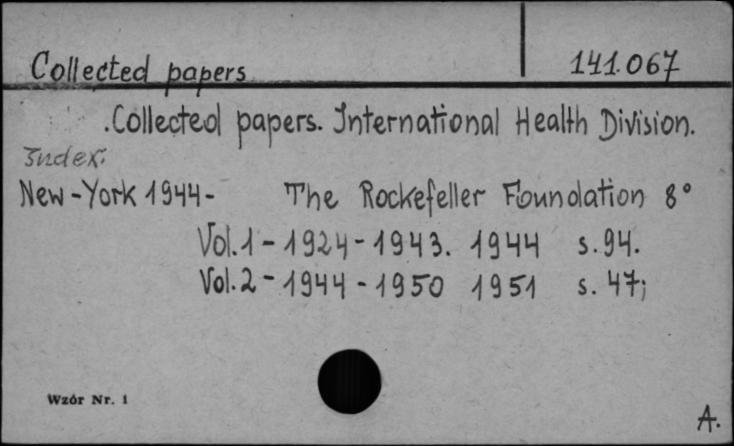 Collected papers 141.067
.Collected papers. International Health Division.
Index.
New-York 1944- The Rockefeller Foundation 8°
Vol.1 - 1924-1943. 1944 s.94.
Vol.2 - 1944-1950 1951 s. 47;
Wzór Nr. 1
A.